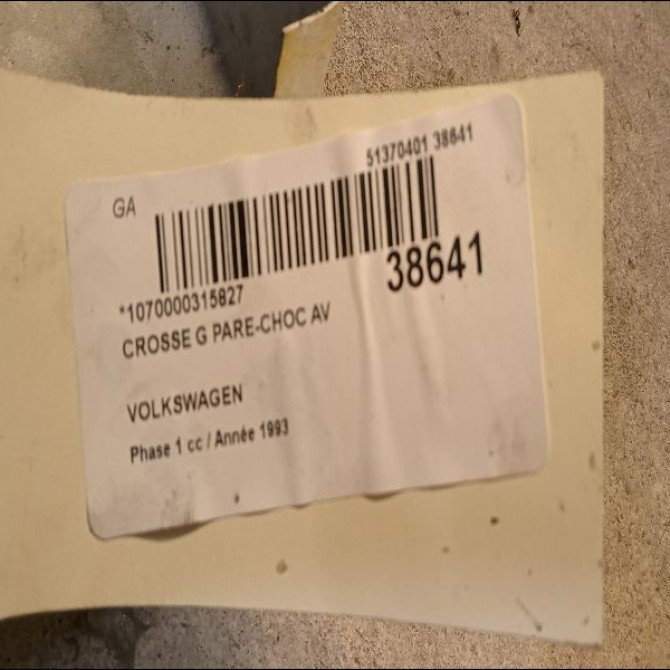 51370401 38641
GA
38641
*1070000315827
CROSSE G PARE-CHOC AV
VOLKSWAGEN
Phase 1 cc / Année 1993